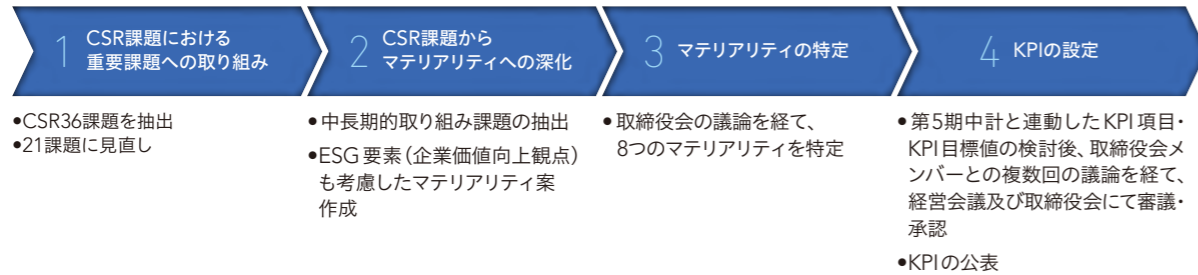 1 CSR課題における
重要課題への取り組み
•CSR36課題を抽出
•21課題に見直し
2 CSR課題から
マテリアリティへの深化
•中長期的取り組み課題の抽出
•ESG要素(企業価値向上観点)
も考慮したマテリアリティ案
作成
3 マテリアリティの特定
•取締役会の議論を経て、
8つのマテリアリティを特定
4 KPIの設定
•第5期中計と連動したKPI項目・
KPI目標値の検討後、取締役会メ
ンバーとの複数回の議論を経て、
経営会議及び取締役会にて審議・
承認
•KPIの公表